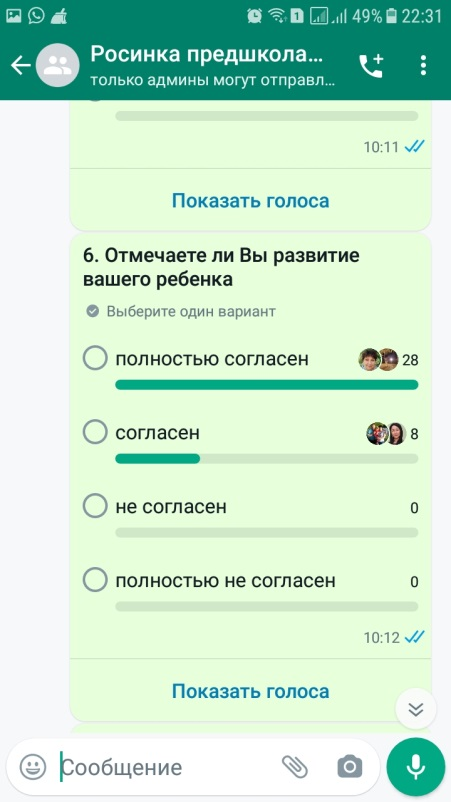 49% 22:31
Росинка предшкола...
только админы могут отправл...
10:11
Показать голоса
6. Отмечаете ли Вы развитие
вашего ребенка
Выберите один вариант
полностью согласен 28
согласен 8
не согласен 0
полностью не согласен 0
10:12
Показать голоса
Сообщение